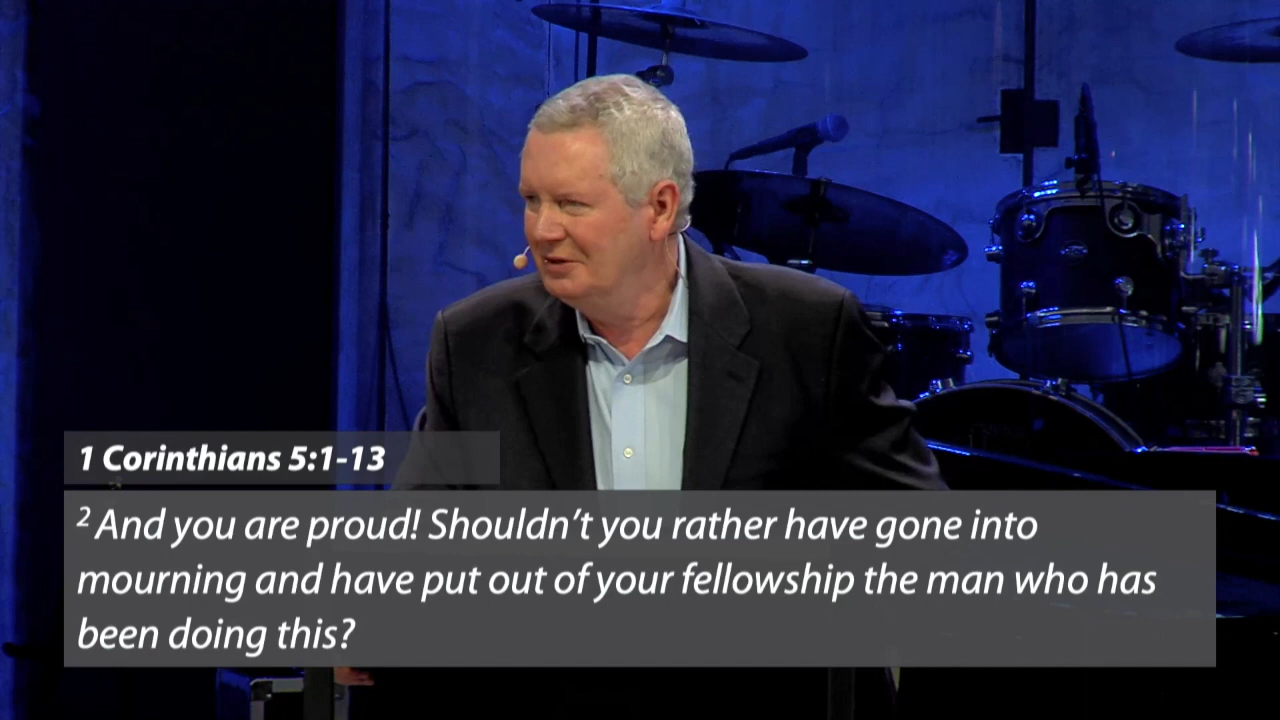 1 Corinthians 5:1-13
2 And you are proud! Shouldn’t you rather have gone into
mourning and have put out of your fellowship the man who has
been doing this?